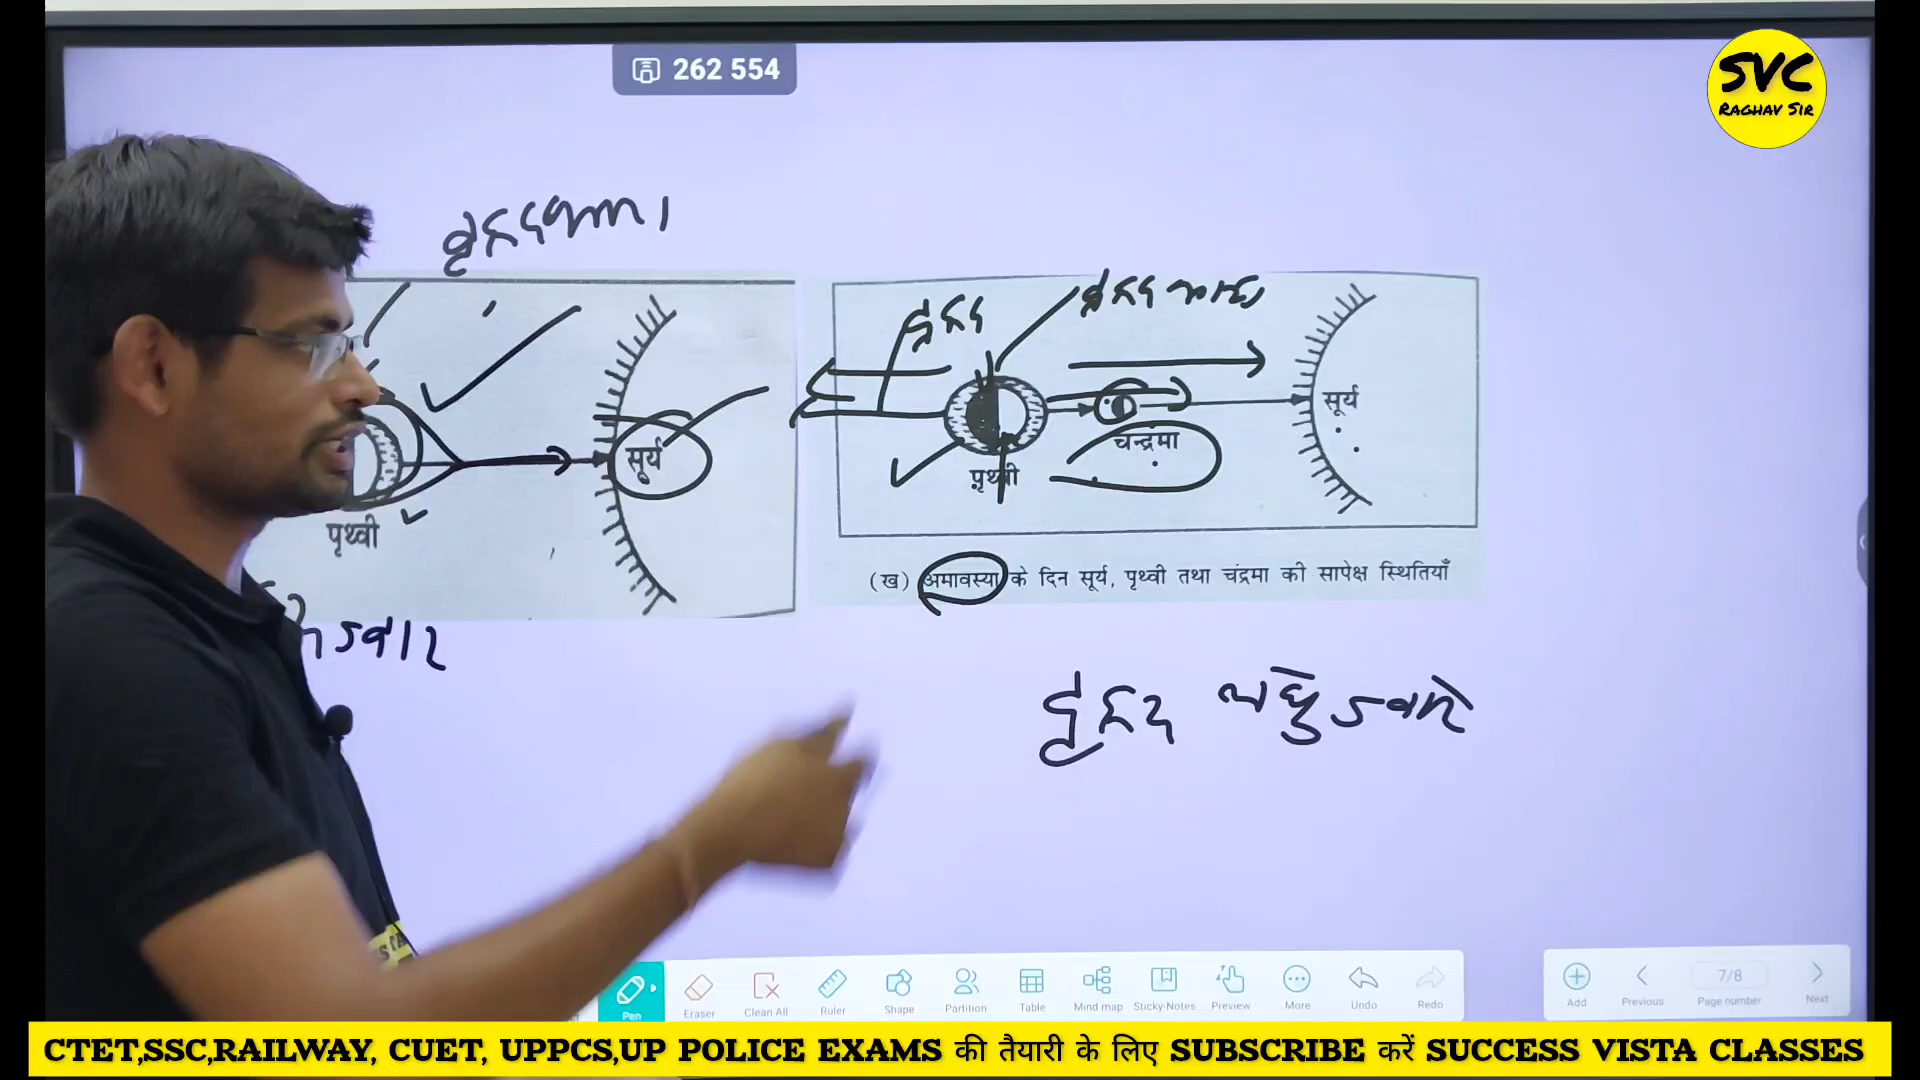 262 554
SVC
RAGHAV SIR
वृहद
सूर्य
पृथ्वी
ज्वार
सूर्य
चन्द्रमा
पृथ्वी
(ख) अमावस्या के दिन सूर्य, पृथ्वी तथा चंद्रमा की सापेक्ष स्थितियाँ
वृहद ज्वार
Pen
Eraser
Clean All
Ruler
Shape
Partition
Table
Mind map
Sticky Notes
Preview
More
Undo
Redo
Add
Previous
7/8
Page number
Next
CTET,SSC,RAILWAY, CUET, UPPCS,UP POLICE EXAMS की तैयारी के लिए SUBSCRIBE करें SUCCESS VISTA CLASSES